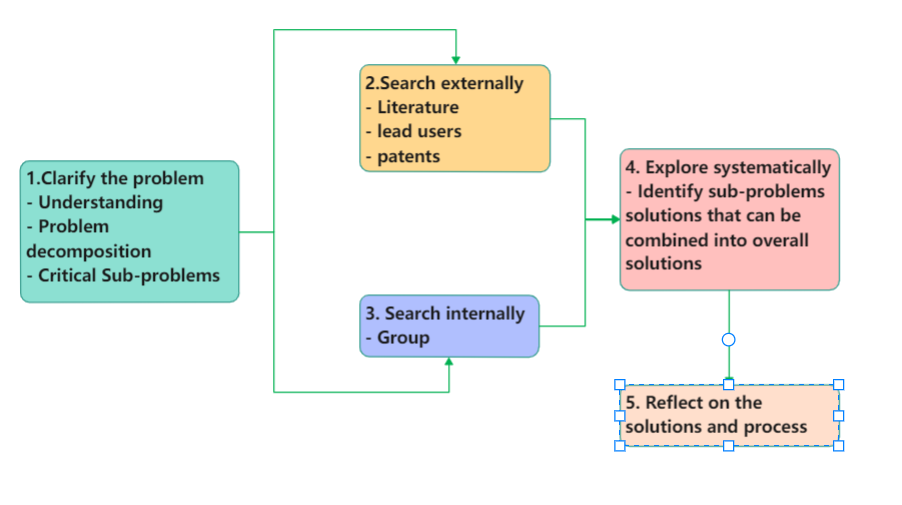 1.Clarify the problem
- Understanding
- Problem
decomposition
- Critical Sub-problems
2.Search externally
- Literature
- lead users
- patents
3. Search internally
- Group
4. Explore systematically
- Identify sub-problems
solutions that can be
combined into overall
solutions
5. Reflect on the
solutions and process